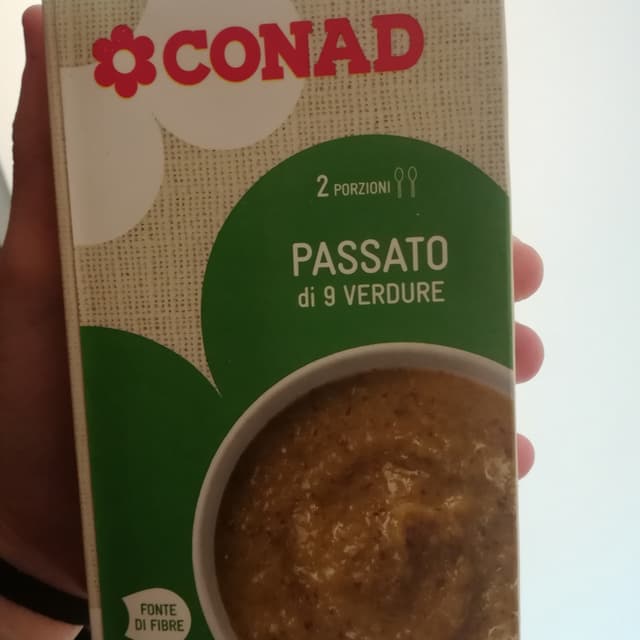 CONAD
2 PORZIONI
PASSATO
di 9 VERDURE
FONTE
DI FIBRE